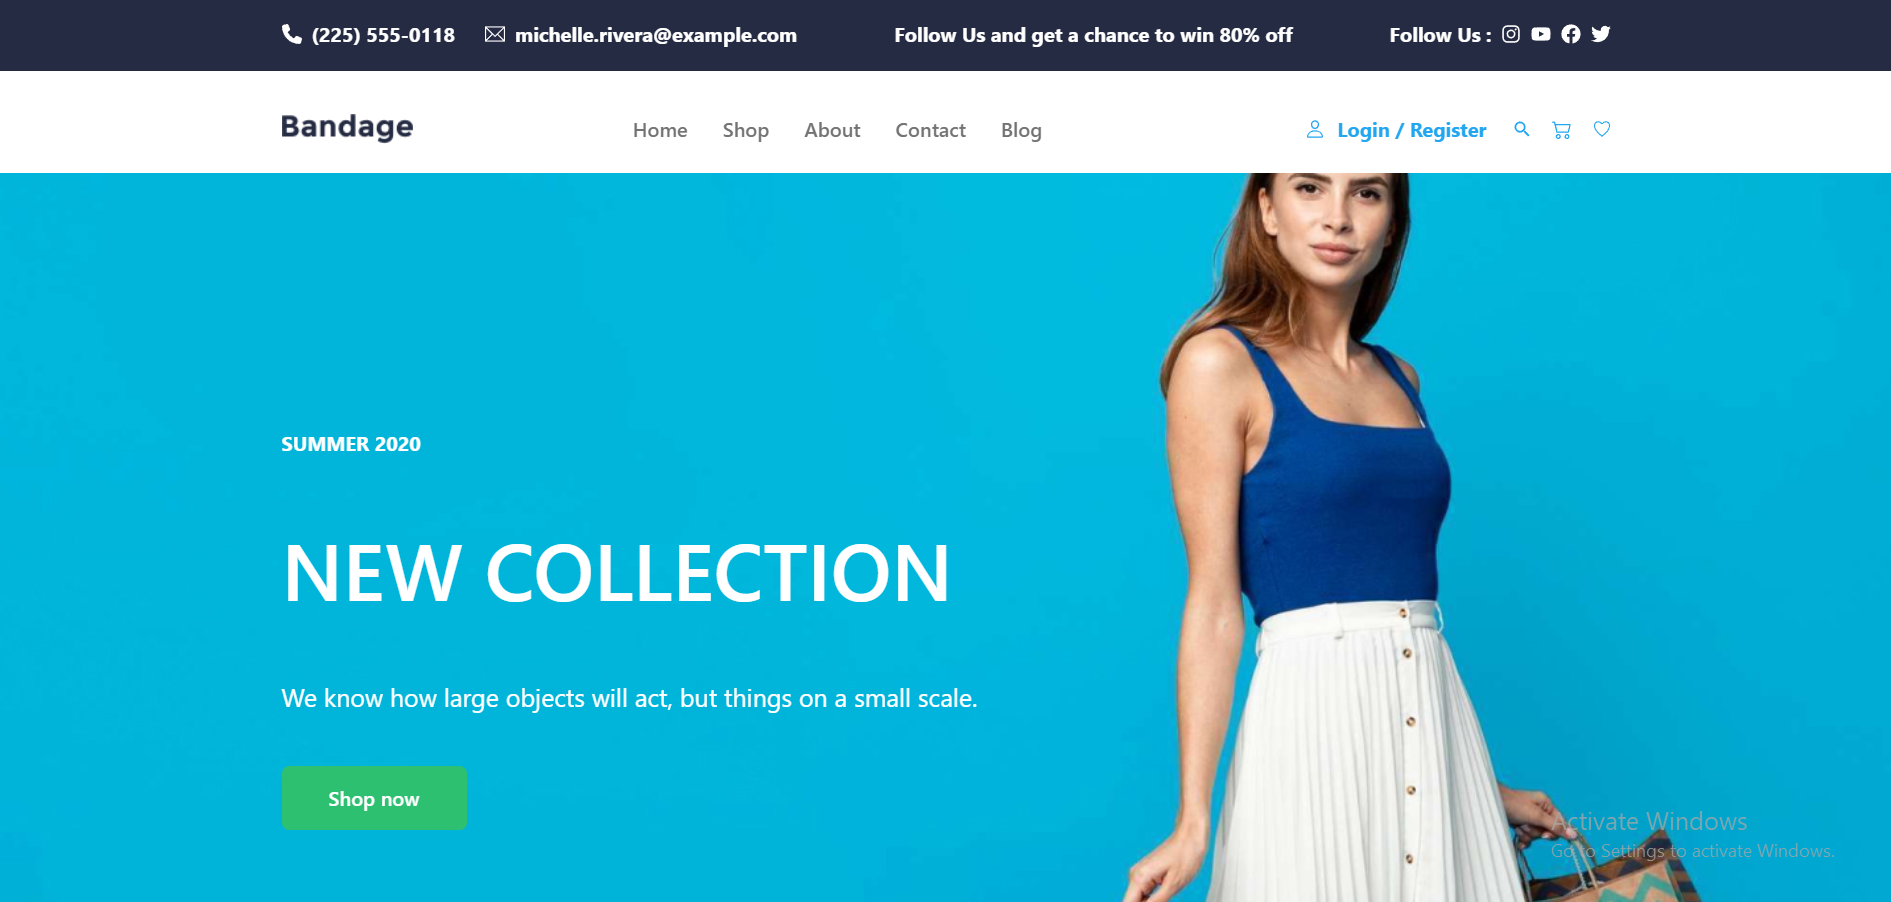 (225) 555-0118 michelle.rivera@example.com Follow Us and get a chance to win 80% off Follow Us :
Bandage Home Shop About Contact Blog Login / Register
SUMMER 2020
NEW COLLECTION
We know how large objects will act, but things on a small scale.
Shop now
Activate Windows
Go to Settings to activate Windows.